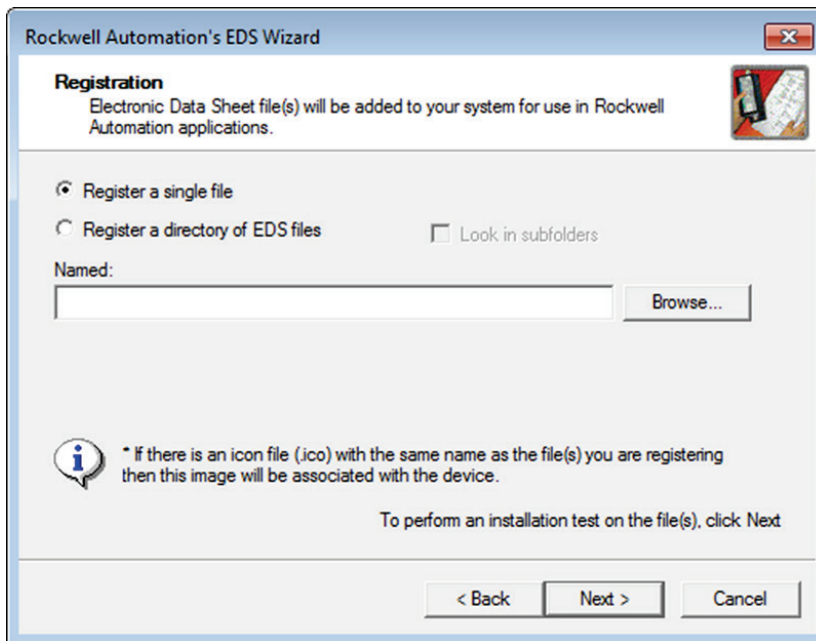 Rockwell Automation's EDS Wizard
Registration
Electronic Data Sheet file(s) will be added to your system for use in Rockwell
Automation applications.
Register a single file
Register a directory of EDS files
Look in subfolders
Named:
Browse...
* If there is an icon file (.ico) with the same name as the file(s) you are registering
then this image will be associated with the device.
To perform an installation test on the file(s), click Next
< Back
Next >
Cancel